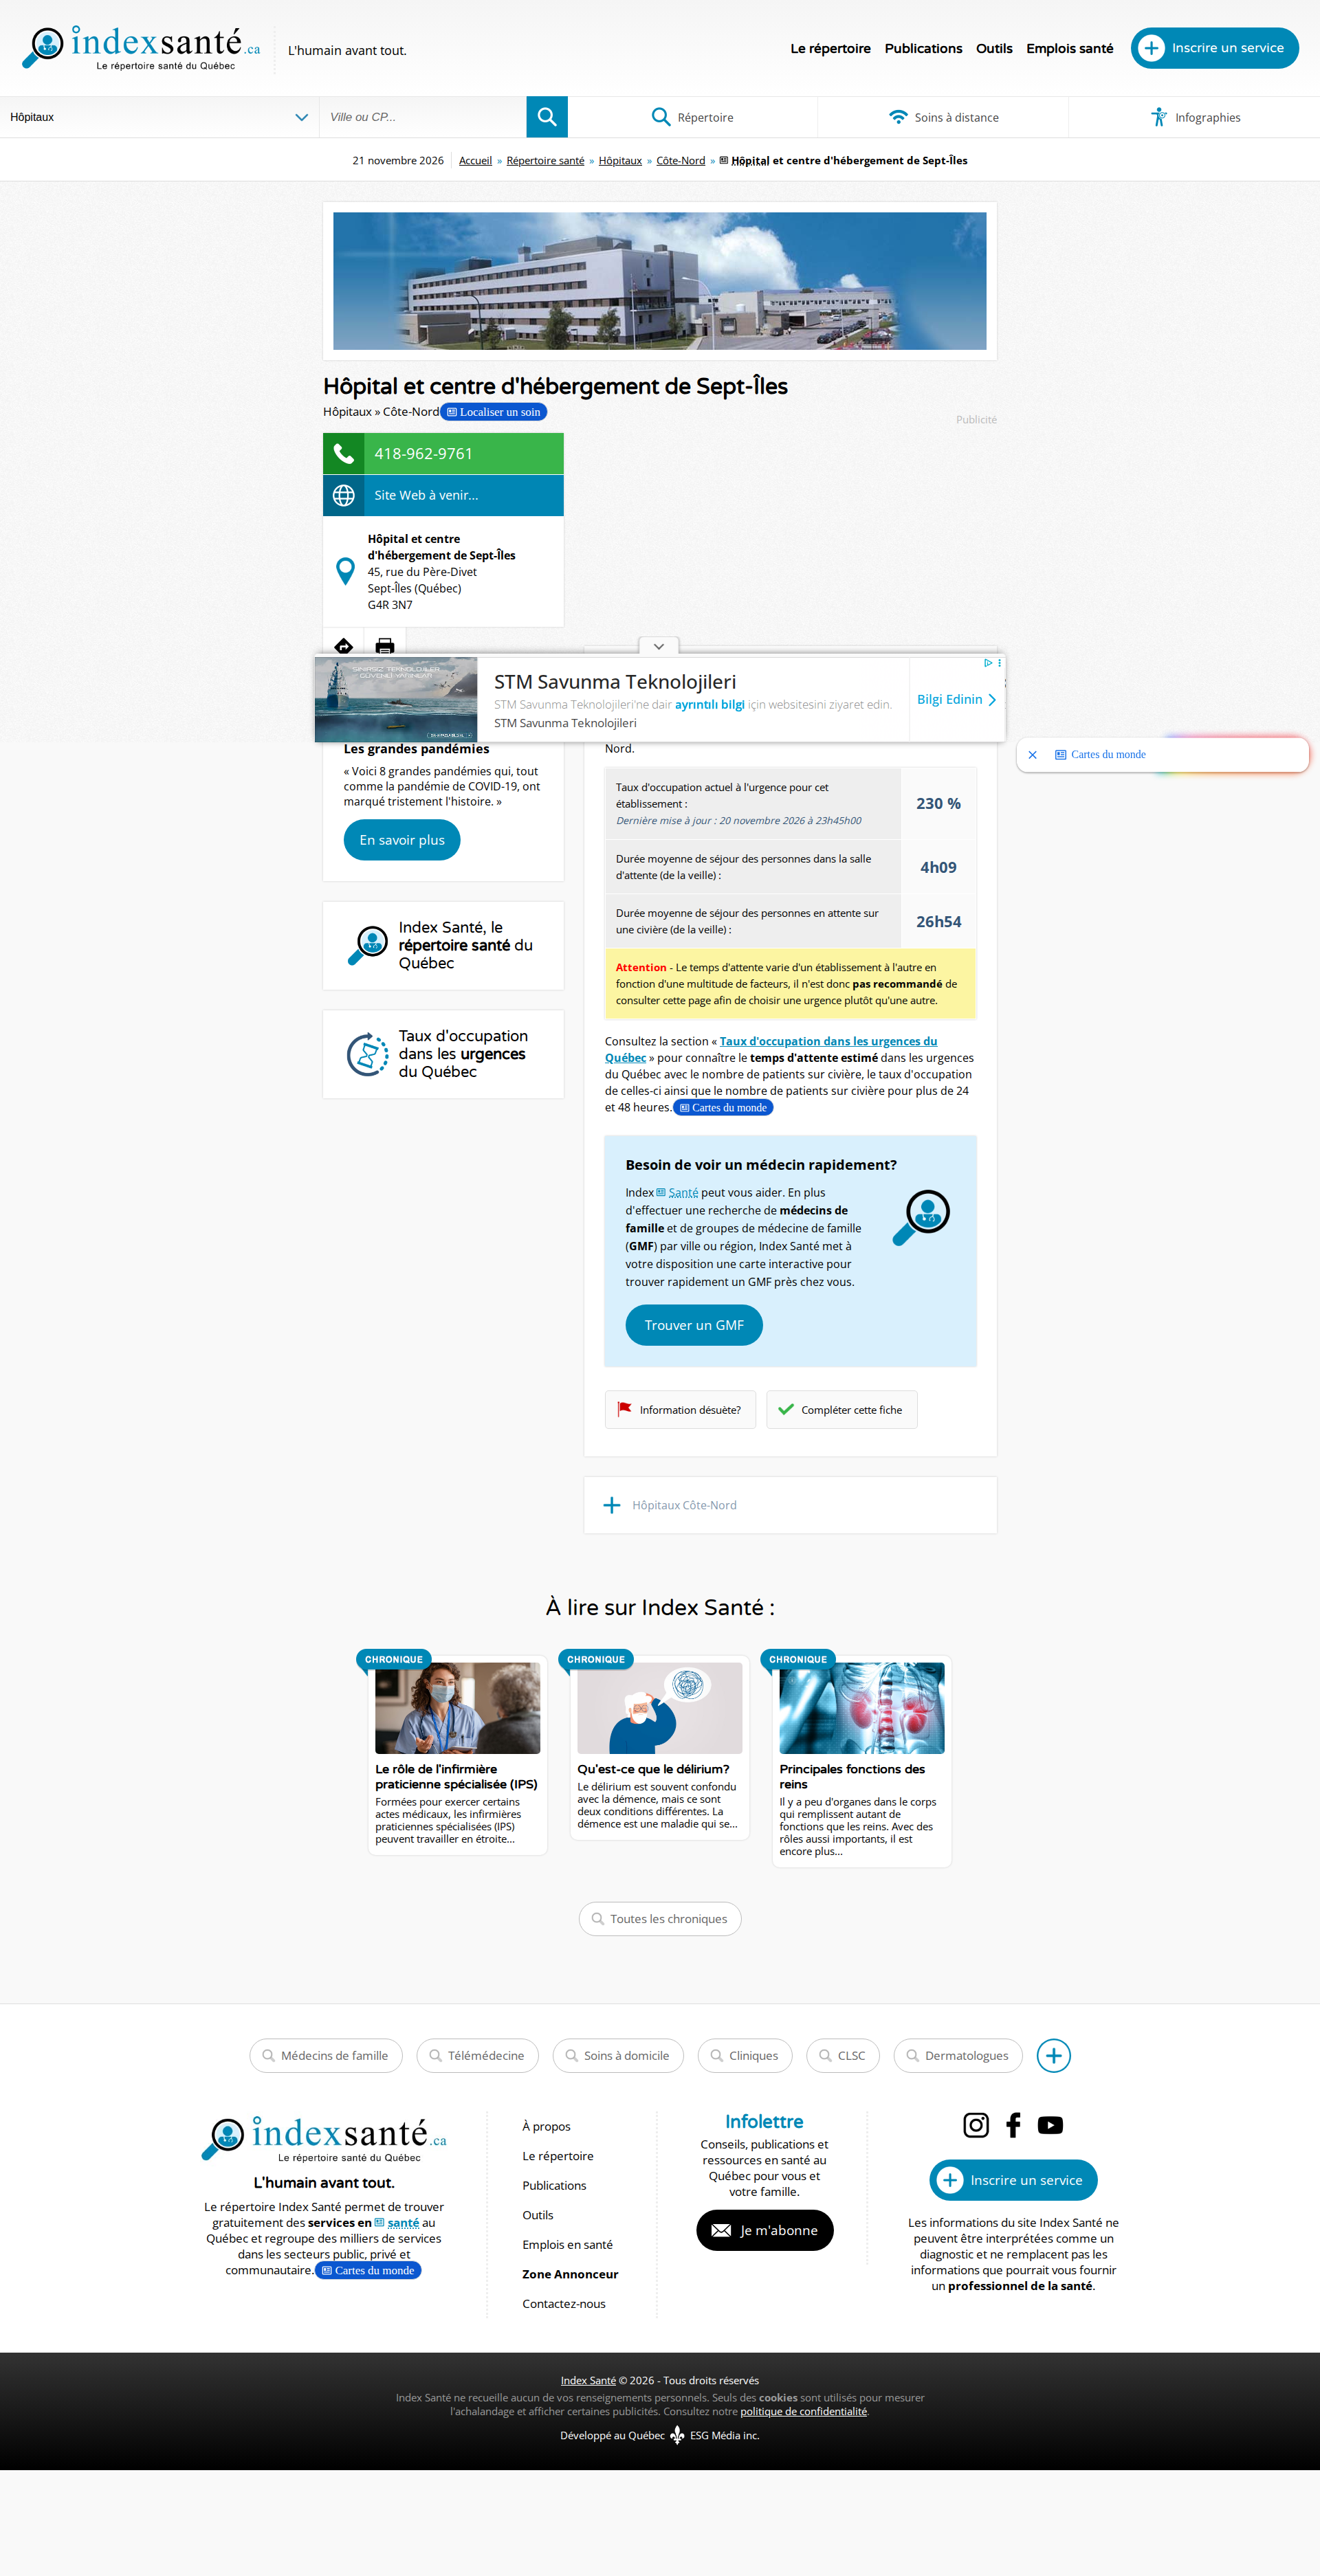 indexsanté.ca
Le répertoire santé du Québec
L'humain avant tout.
Le répertoire
Publications
Outils
Emplois santé
Inscrire un service
Hôpitaux
Ville ou CP...
Répertoire
Soins à distance
Infographies
21 novembre 2026
Accueil » Répertoire santé » Hôpitaux » Côte-Nord » Hôpital et centre d'hébergement de Sept-Îles
Hôpital et centre d'hébergement de Sept-Îles
Hôpitaux » Côte-Nord Localiser un soin
Publicité
418-962-9761
Site Web à venir...
Hôpital et centre
d'hébergement de Sept-Îles
45, rue du Père-Divet
Sept-Îles (Québec)
G4R 3N7
STM Savunma Teknolojileri
STM Savunma Teknolojileri'ne dair ayrıntılı bilgi için websitesini ziyaret edin.
STM Savunma Teknolojileri
Bilgi Edinin
Cartes du monde
Les grandes pandémies
« Voici 8 grandes pandémies qui, tout
comme la pandémie de COVID-19, ont
marqué tristement l'histoire. »
En savoir plus
Index Santé, le
répertoire santé du
Québec
Taux d'occupation
dans les urgences
du Québec
Nord.
Taux d'occupation actuel à l'urgence pour cet
établissement :
Dernière mise à jour : 20 novembre 2026 à 23h45h00
230 %
Durée moyenne de séjour des personnes dans la salle
d'attente (de la veille) :
4h09
Durée moyenne de séjour des personnes en attente sur
une civière (de la veille) :
26h54
Attention - Le temps d'attente varie d'un établissement à l'autre en
fonction d'une multitude de facteurs, il n'est donc pas recommandé de
consulter cette page afin de choisir une urgence plutôt qu'une autre.
Consultez la section « Taux d'occupation dans les urgences du
Québec » pour connaître le temps d'attente estimé dans les urgences
du Québec avec le nombre de patients sur civière, le taux d'occupation
de celles-ci ainsi que le nombre de patients sur civière pour plus de 24
et 48 heures. Cartes du monde
Besoin de voir un médecin rapidement?
Index Santé peut vous aider. En plus
d'effectuer une recherche de médecins de
famille et de groupes de médecine de famille
(GMF) par ville ou région, Index Santé met à
votre disposition une carte interactive pour
trouver rapidement un GMF près chez vous.
Trouver un GMF
Information désuète?
Compléter cette fiche
Hôpitaux Côte-Nord
À lire sur Index Santé :
CHRONIQUE
Le rôle de l'infirmière
praticienne spécialisée (IPS)
Formées pour exercer certains
actes médicaux, les infirmières
praticiennes spécialisées (IPS)
peuvent travailler en étroite...
CHRONIQUE
Qu'est-ce que le délirium?
Le délirium est souvent confondu
avec la démence, mais ce sont
deux conditions différentes. La
démence est une maladie qui se...
CHRONIQUE
Principales fonctions des
reins
Il y a peu d'organes dans le corps
qui remplissent autant de
fonctions que les reins. Avec des
rôles aussi importants, il est
encore plus...
Toutes les chroniques
Médecins de famille
Télémédecine
Soins à domicile
Cliniques
CLSC
Dermatologues
indexsanté.ca
Le répertoire santé du Québec
L'humain avant tout.
Le répertoire Index Santé permet de trouver
gratuitement des services en santé au
Québec et regroupe des milliers de services
dans les secteurs public, privé et
communautaire. Cartes du monde
À propos
Le répertoire
Publications
Outils
Emplois en santé
Zone Annonceur
Contactez-nous
Infolettre
Conseils, publications et
ressources en santé au
Québec pour vous et
votre famille.
Je m'abonne
Inscrire un service
Les informations du site Index Santé ne
peuvent être interprétées comme un
diagnostic et ne remplacent pas les
informations que pourrait vous fournir
un professionnel de la santé.
Index Santé © 2026 - Tous droits réservés
Index Santé ne recueille aucun de vos renseignements personnels. Seuls des cookies sont utilisés pour mesurer
l'achalandage et afficher certaines publicités. Consultez notre politique de confidentialité.
Développé au Québec ESG Média inc.